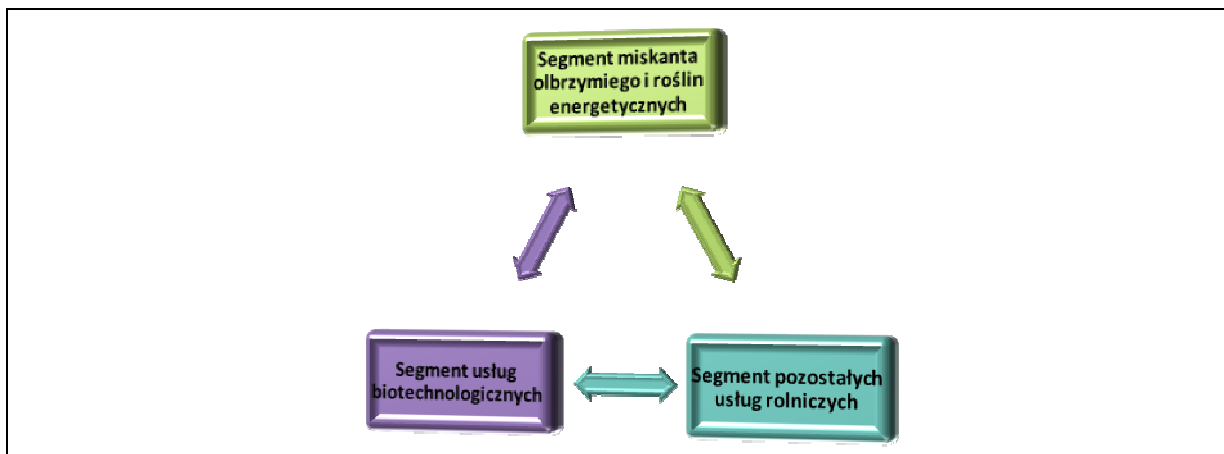 Segment miskanta
olbrzymiego i roślin
energetycznych
Segment usług
biotechnologicznych
Segment pozostałych
usług rolniczych